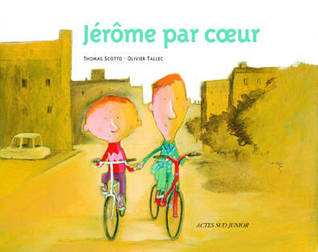 Jérôme par cœur
Thomas Scotto · Olivier Tallec
ACTES SUD JUNIOR